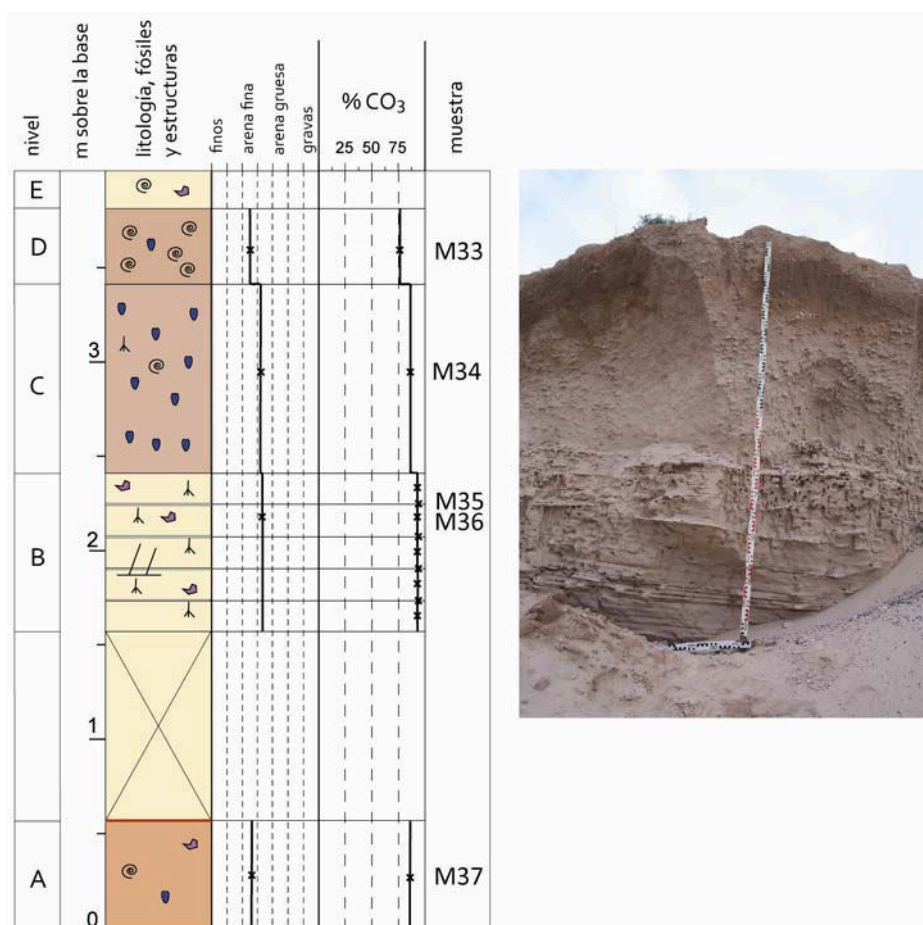 nivel
m sobre la base
litología, fósiles
y estructuras
finos
arena fina
arena gruesa
gravas
% CO₃
25 50 75
muestra
E
D
M33
3
C
M34
B
M35
M36
2
1
A
M37
0